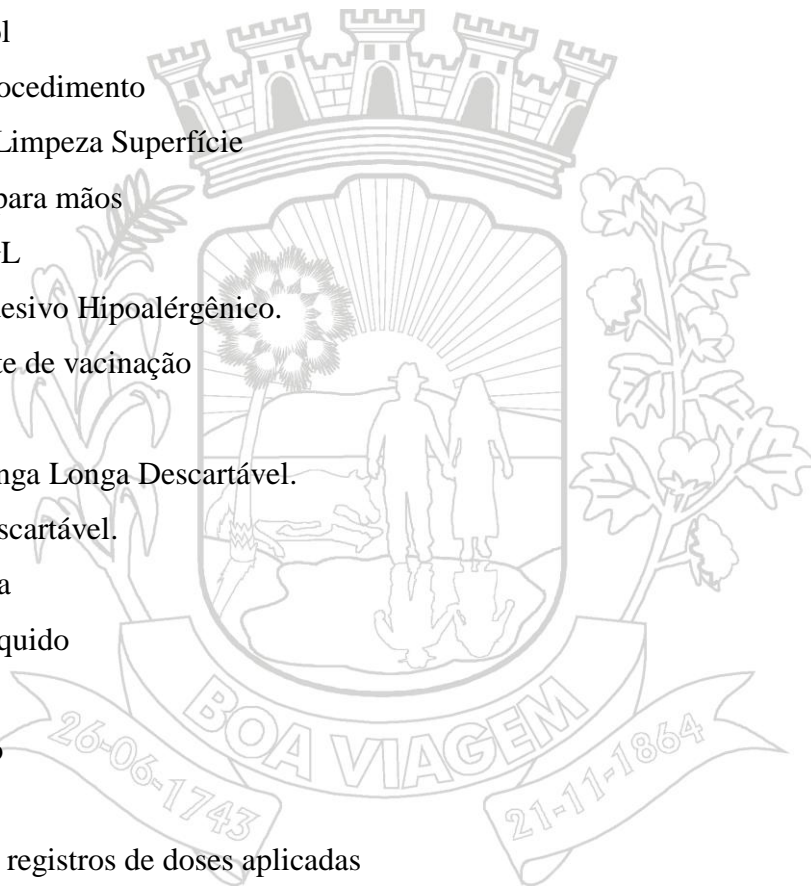 ol
ocedimento
Limpeza Superfície
para mãos
L
esivo Hipoalérgênico.
te de vacinação
nga Longa Descartável.
scartável.
a
quido
o
registros de doses aplicadas
BOA VIAGEM
26-06-1743
21-11-1864